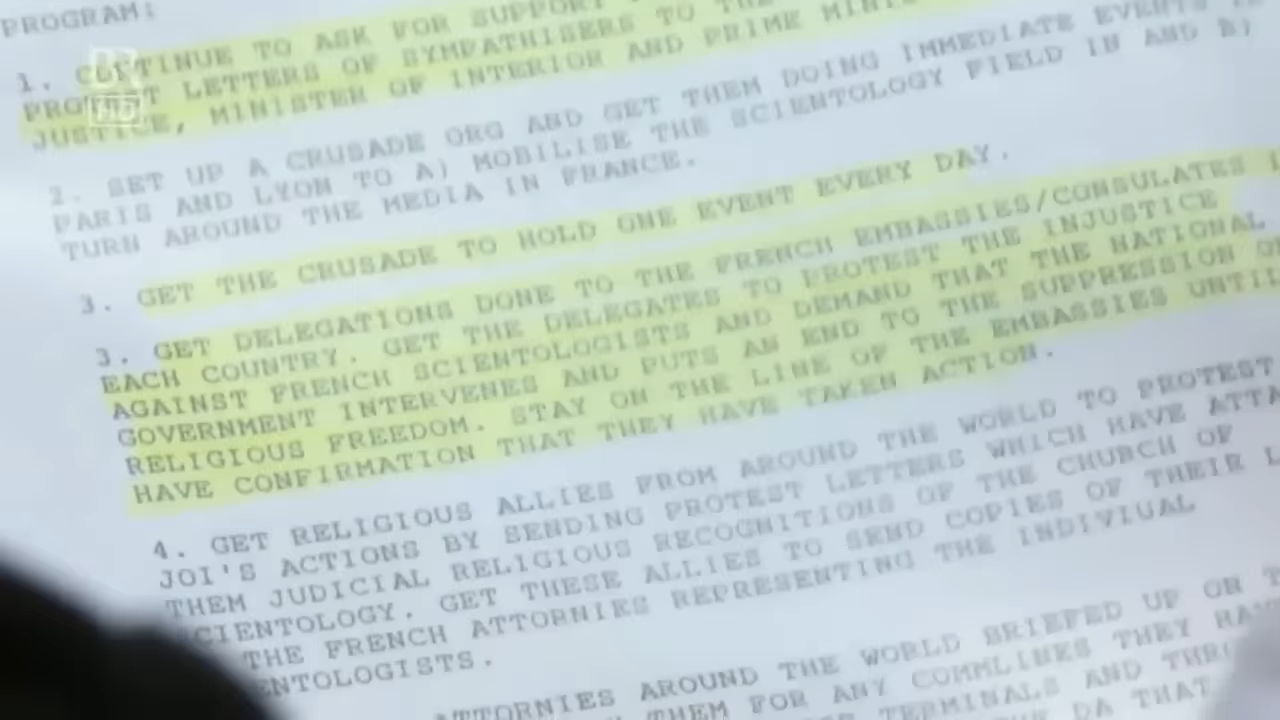 PROGRAM:
1. CONTINUE TO ASK FOR SUPPORT
LETTERS OF SYMPATHISERS TO THE
JUSTICE, MINISTER OF INTERIOR AND PRIME
2. SET UP A CRUSADE ORG AND GET THEM DOING IMMEDIATE EVENTS
PARIS AND LYON TO A) MOBILISE THE SCIENTOLOGY FIELD IN AND B)
TURN AROUND THE MEDIA IN FRANCE.
3. GET THE CRUSADE TO HOLD ONE EVENT EVERY DAY.
3. GET DELEGATIONS DONE TO THE FRENCH EMBASSIES/CONSULATES
EACH COUNTRY. GET THE DELEGATES TO PROTEST THE INJUSTICE
AGAINST FRENCH SCIENTOLOGISTS AND DEMAND THAT THE NATIONAL
GOVERNMENT INTERVENES AND PUTS AN END TO THE SUPPRESSION
RELIGIOUS FREEDOM. STAY ON THE LINE OF THE EMBASSIES UNTIL
HAVE CONFIRMATION THAT THEY HAVE TAKEN ACTION.
4. GET RELIGIOUS ALLIES FROM AROUND THE WORLD TO PROTEST
JOI'S ACTIONS BY SENDING PROTEST LETTERS WHICH HAVE
THEM JUDICIAL RELIGIOUS RECOGNITIONS OF THE CHURCH OF
SCIENTOLOGY. GET THESE ALLIES TO SEND COPIES OF THEIR
THE FRENCH ATTORNIES REPRESENTING THE INDIVIUAL
ENTOLOGISTS.
ATTORNIES AROUND THE WORLD BRIEFED UP ON
THEM FOR ANY COMMLINES THEY
TERMINALS AND
DA THAT
HD